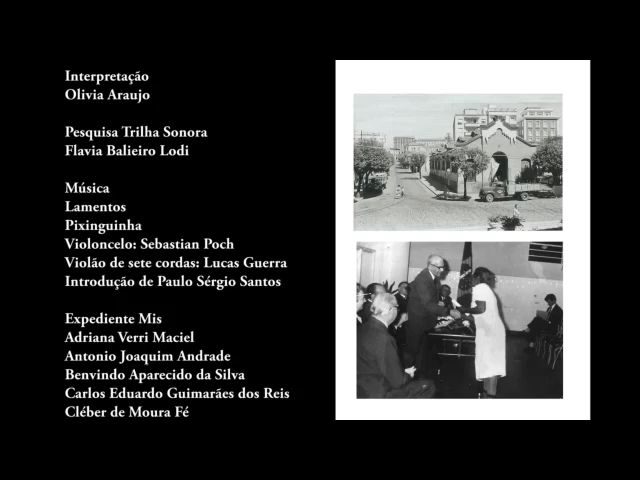 Interpretação
Olivia Araujo
Pesquisa Trilha Sonora
Flavia Balieiro Lodi
Música
Lamentos
Pixinguinha
Violoncelo: Sebastian Poch
Violão de sete cordas: Lucas Guerra
Introdução de Paulo Sérgio Santos
Expediente Mis
Adriana Verri Maciel
Antonio Joaquim Andrade
Benvindo Aparecido da Silva
Carlos Eduardo Guimarães dos Reis
Cléber de Moura Fé